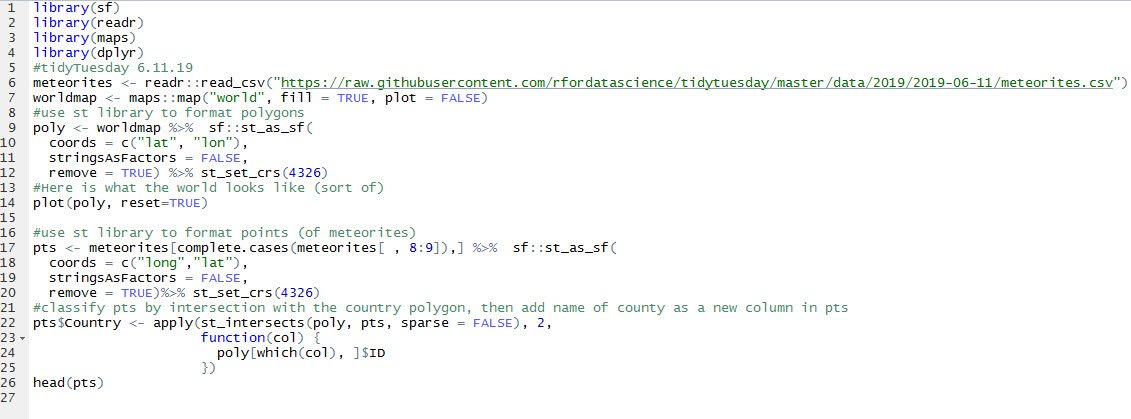 1 library(sf)
2 library(readr)
3 library(maps)
4 library(dplyr)
5 #tidyTuesday 6.11.19
6 meteorites <- readr::read_csv("https://raw.githubusercontent.com/rfordatascience/tidytuesday/master/data/2019/2019-06-11/meteorites.csv")
7 worldmap <- maps::map("world", fill = TRUE, plot = FALSE)
8 #use st library to format polygons
9 poly <- worldmap %>%  sf::st_as_sf(
10   coords = c("lat", "lon"),
11   stringsAsFactors = FALSE,
12   remove = TRUE) %>% st_set_crs(4326)
13 #Here is what the world looks like (sort of)
14 plot(poly, reset=TRUE)
15
16 #use st library to format points (of meteorites)
17 pts <- meteorites[complete.cases(meteorites[ , 8:9]),] %>%  sf::st_as_sf(
18   coords = c("long","lat"),
19   stringsAsFactors = FALSE,
20   remove = TRUE)%>% st_set_crs(4326)
21 #classify pts by intersection with the country polygon, then add name of county as a new column in pts
22 pts$Country <- apply(st_intersects(poly, pts, sparse = FALSE), 2,
23                      function(col) {
24                        poly[which(col), ]$ID
25                      })
26 head(pts)
27